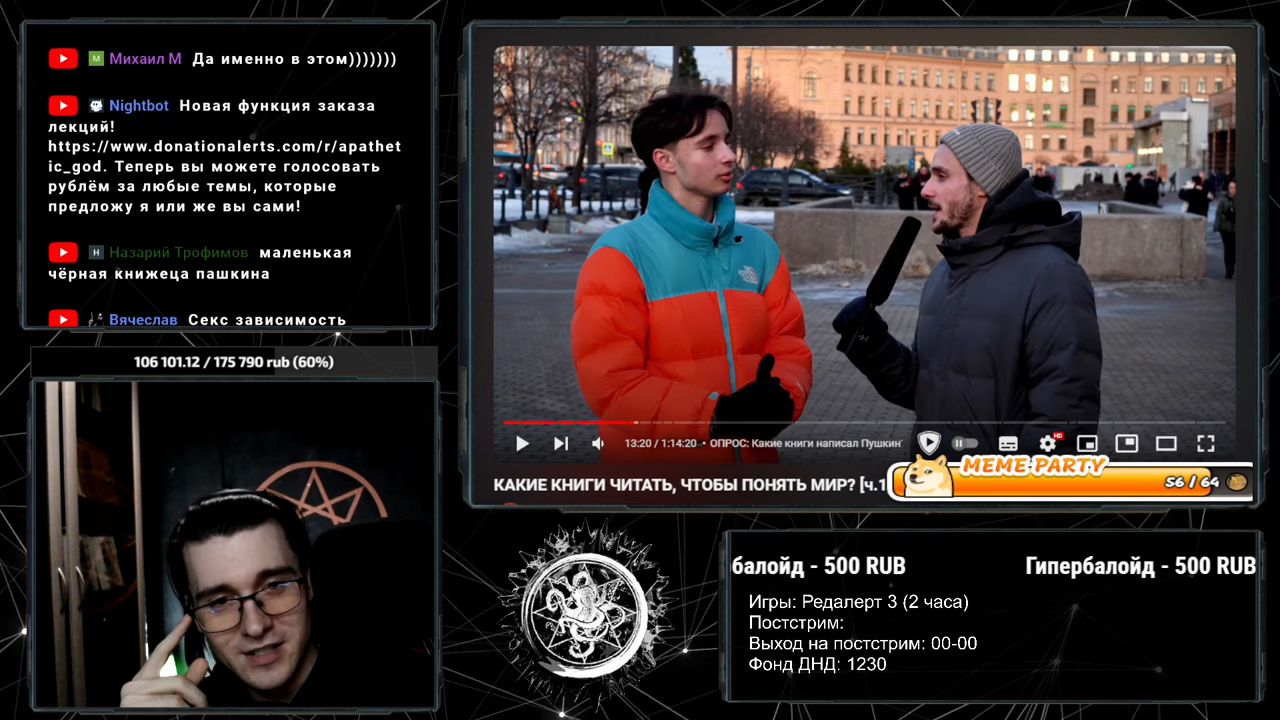 М Михаил М Да именно в этом)))))))
Nightbot Новая функция заказа
лекций!
https://www.donationalerts.com/r/apathet
ic_god. Теперь вы можете голосовать
рублём за любые темы, которые
предложу я или же вы сами!
Н Назарий Трофимов маленькая
чёрная книжеца пашкина
Вячеслав Секс зависимость
106 101.12 / 175 790 rub (60%)
13:20 / 1:14:20 • ОПРОС: Какие книги написал Пушкин
HD
КАКИЕ КНИГИ ЧИТАТЬ, ЧТОБЫ ПОНЯТЬ МИР? [ч.1
MEME PARTY
56 / 64
балойд - 500 RUB Гипербалойд - 500 RUB
Игры: Редалерт 3 (2 часа)
Постстрим:
Выход на постстрим: 00-00
Фонд ДНД: 1230